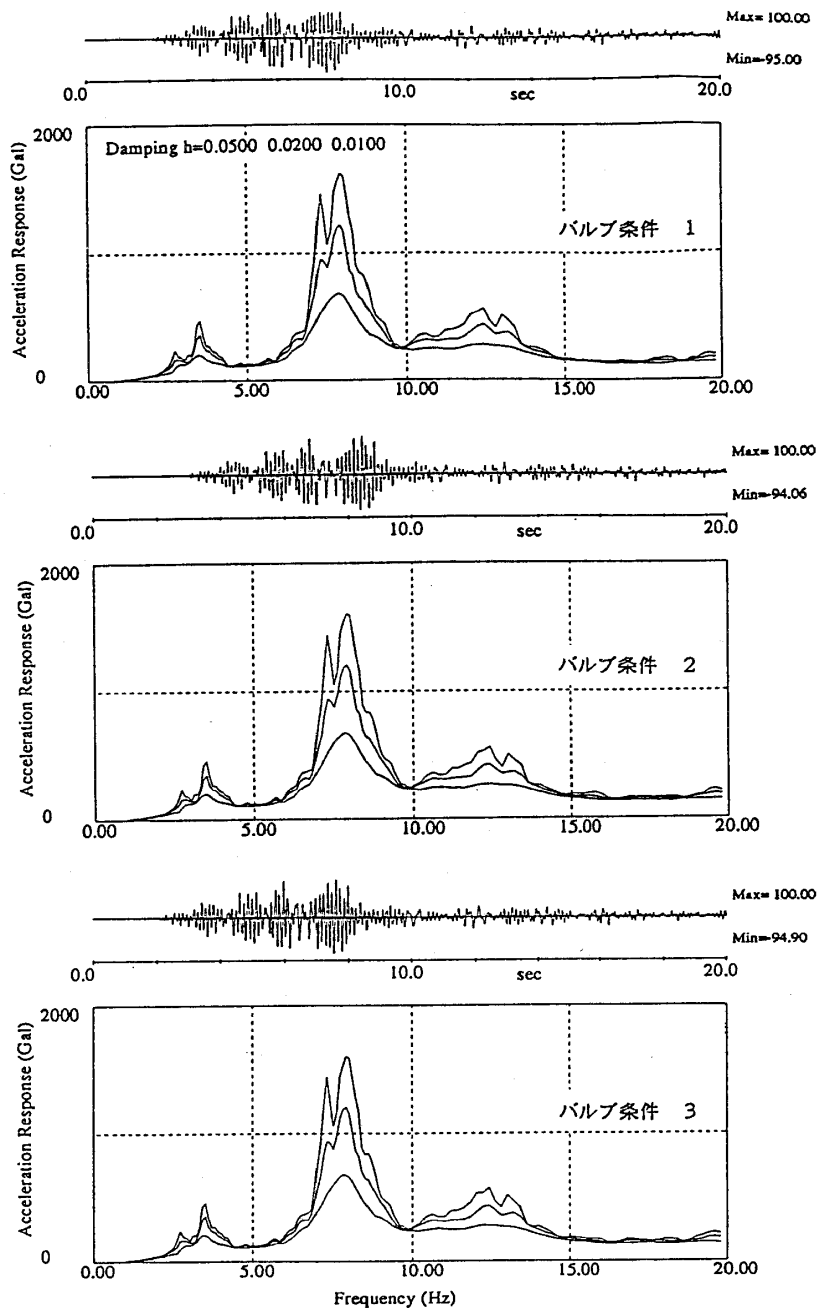 Max= 100.00
Min=-95.00
0.0 10.0 sec 20.0
2000
Acceleration Response (Gal)
Damping h=0.0500 0.0200 0.0100
バルブ条件 1
0
0.00 5.00 10.00 15.00 20.00
Max= 100.00
Min=-94.06
0.0 10.0 sec 20.0
2000
Acceleration Response (Gal)
バルブ条件 2
0
0.00 5.00 10.00 15.00 20.00
Max= 100.00
Min=-94.90
0.0 10.0 sec 20.0
2000
Acceleration Response (Gal)
バルブ条件 3
0
0.00 5.00 10.00 15.00 20.00
Frequency (Hz)